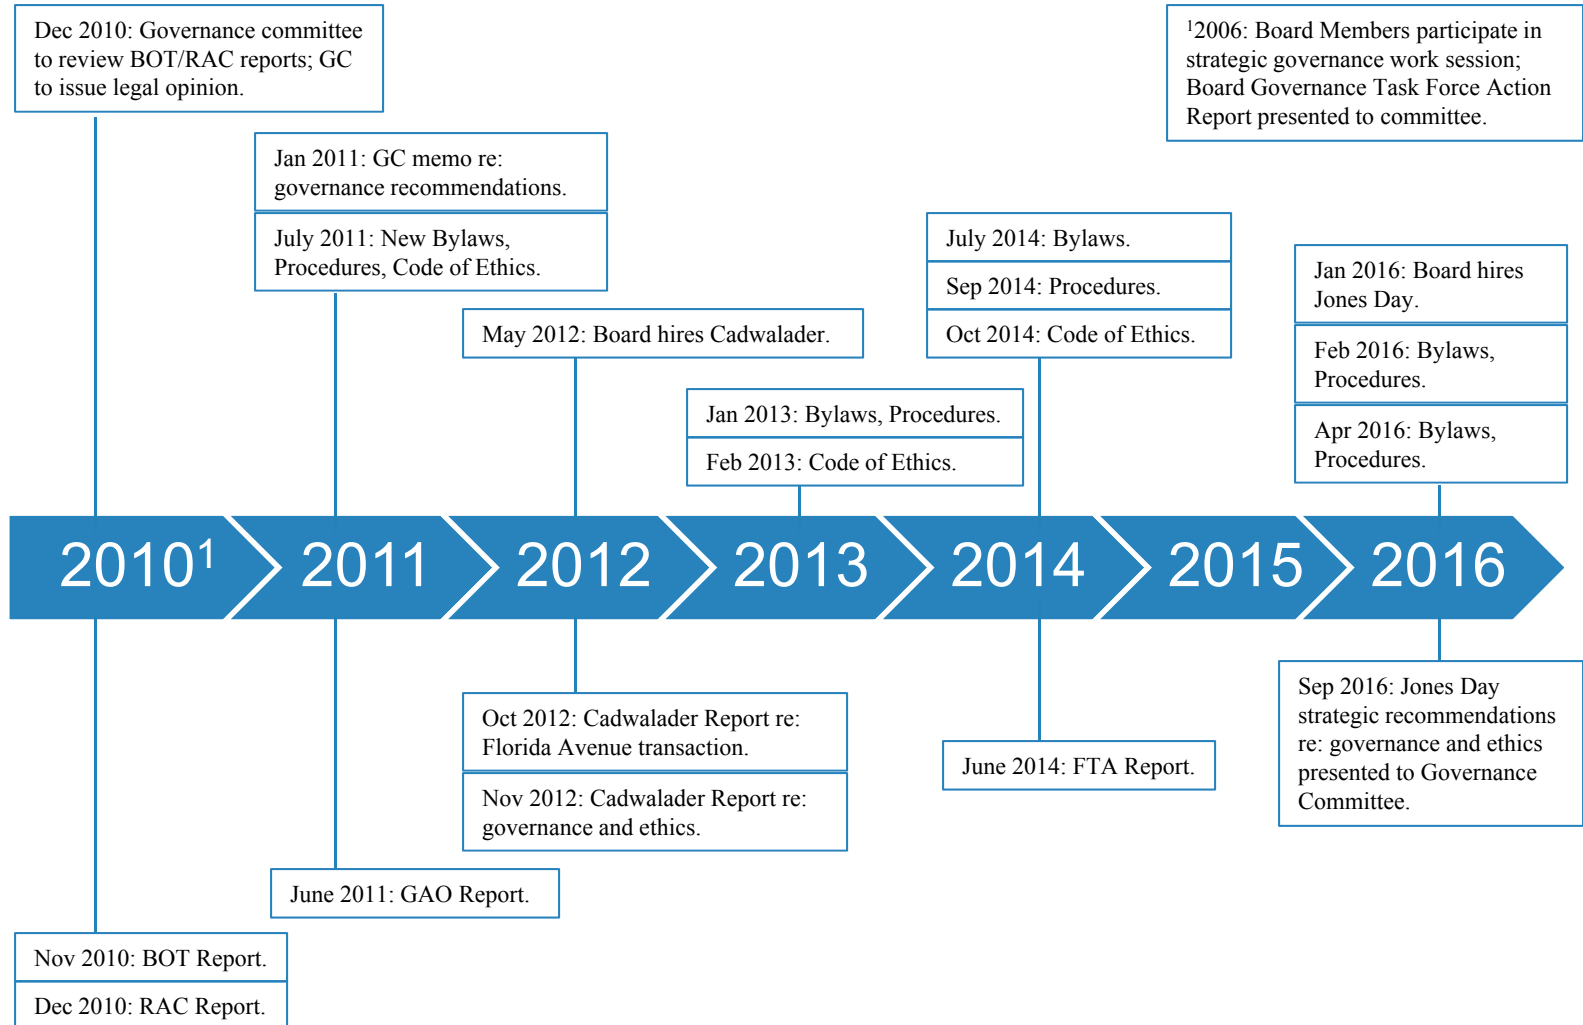 Dec 2010: Governance committee
to review BOT/RAC reports; GC
to issue legal opinion.
¹2006: Board Members participate in
strategic governance work session;
Board Governance Task Force Action
Report presented to committee.
Jan 2011: GC memo re:
governance recommendations.
July 2011: New Bylaws,
Procedures, Code of Ethics.
May 2012: Board hires Cadwalader.
Jan 2013: Bylaws, Procedures.
Feb 2013: Code of Ethics.
July 2014: Bylaws.
Sep 2014: Procedures.
Oct 2014: Code of Ethics.
Jan 2016: Board hires
Jones Day.
Feb 2016: Bylaws,
Procedures.
Apr 2016: Bylaws,
Procedures.
2010¹
2011
2012
2013
2014
2015
2016
Nov 2010: BOT Report.
Dec 2010: RAC Report.
June 2011: GAO Report.
Oct 2012: Cadwalader Report re:
Florida Avenue transaction.
Nov 2012: Cadwalader Report re:
governance and ethics.
June 2014: FTA Report.
Sep 2016: Jones Day
strategic recommendations
re: governance and ethics
presented to Governance
Committee.